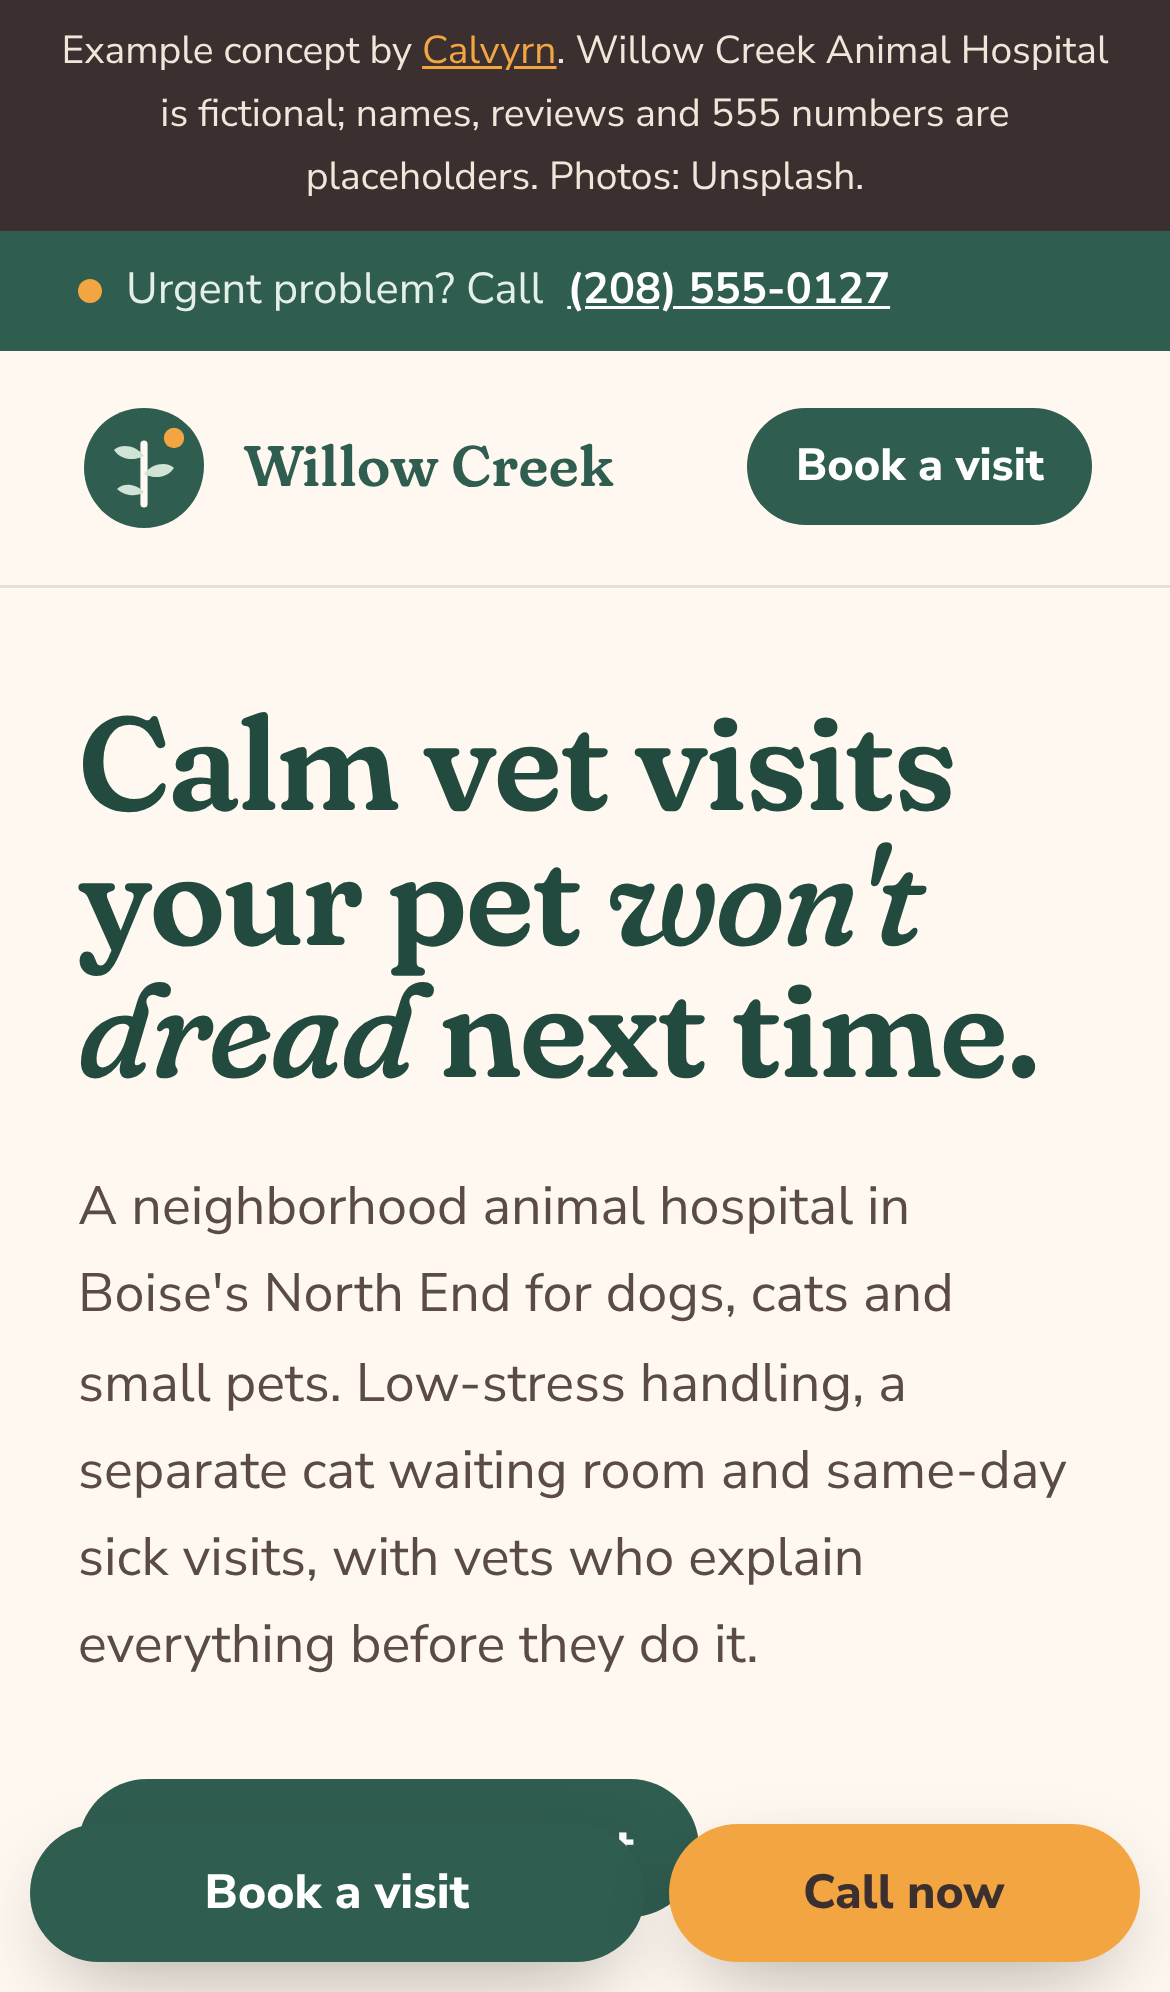 Example concept by Calvyrn. Willow Creek Animal Hospital
is fictional; names, reviews and 555 numbers are
placeholders. Photos: Unsplash.
Urgent problem? Call (208) 555-0127
Willow Creek
Book a visit
Calm vet visits
your pet won't
dread next time.
A neighborhood animal hospital in
Boise's North End for dogs, cats and
small pets. Low-stress handling, a
separate cat waiting room and same-day
sick visits, with vets who explain
everything before they do it.
Book a visit
Call now